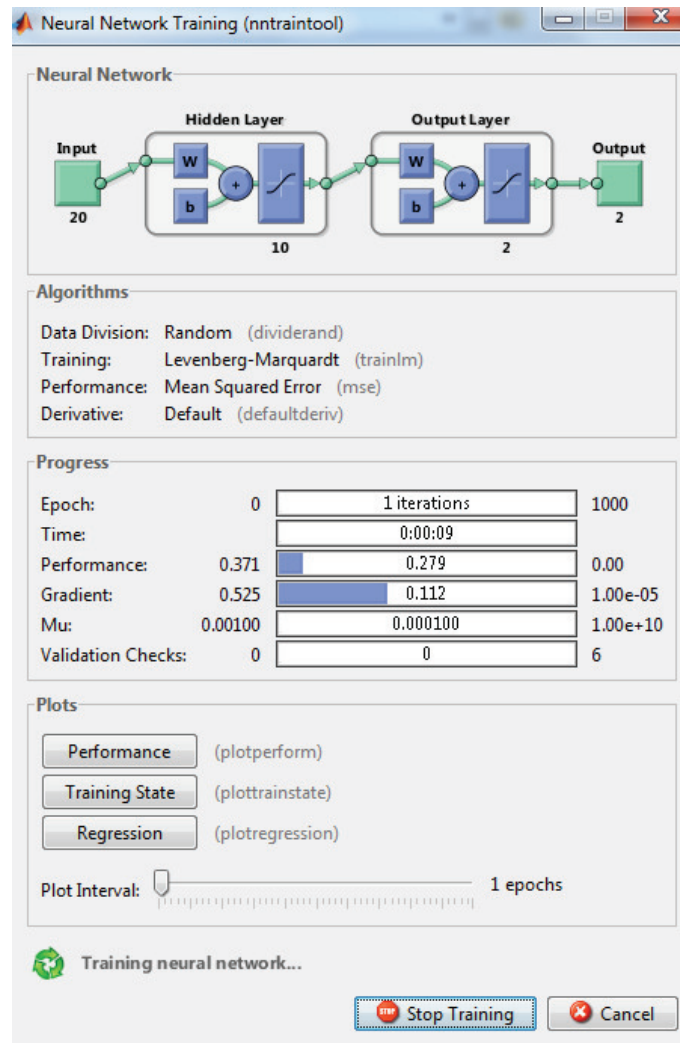 Neural Network Training (nntraintool)
Neural Network
Hidden Layer Output Layer
Input Output
W W
+ +
b b
20 2
10 2
Algorithms
Data Division: Random (dividerand)
Training: Levenberg-Marquardt (trainlm)
Performance: Mean Squared Error (mse)
Derivative: Default (defaultderiv)
Progress
Epoch: 0 1 iterations 1000
Time: 0:00:09
Performance: 0.371 0.279 0.00
Gradient: 0.525 0.112 1.00e-05
Mu: 0.00100 0.000100 1.00e+10
Validation Checks: 0 0 6
Plots
Performance (plotperform)
Training State (plottrainstate)
Regression (plotregression)
Plot Interval: 1 epochs
Training neural network...
STOP Stop Training Cancel